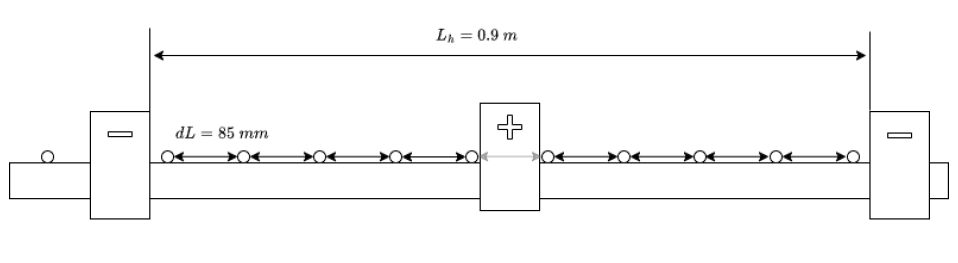 L_h = 0.9 m
dL = 85 mm
−
+
−